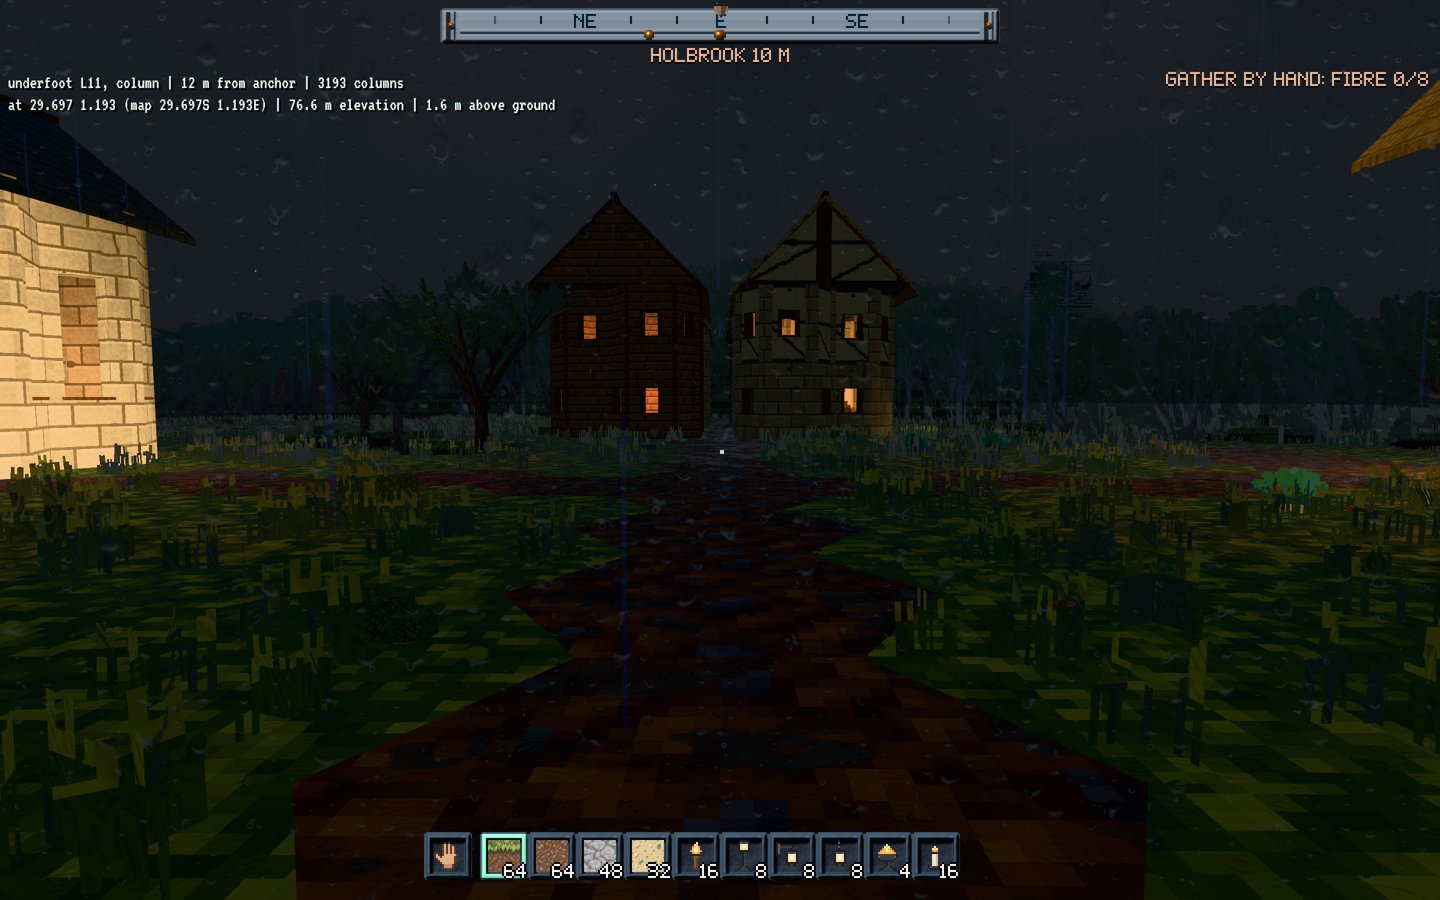 NE E SE
HOLBROOK 10 M
underfoot L11, column | 12 m from anchor | 3193 columns
GATHER BY HAND: FIBRE 0/8
at 29.697 1.193 (map 29.697S 1.193E) | 76.6 m elevation | 1.6 m above ground
64 64 48 32 16 8 8 8 4 16